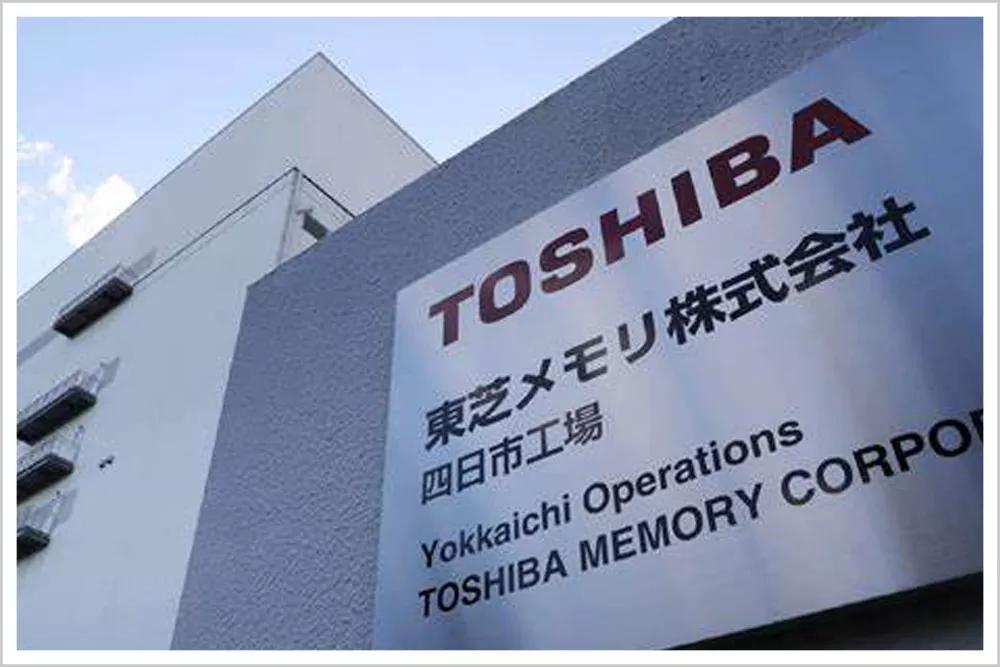 TOSHIBA
東芝メモリ株式会社
四日市工場
Yokkaichi Operations
TOSHIBA MEMORY CORPO